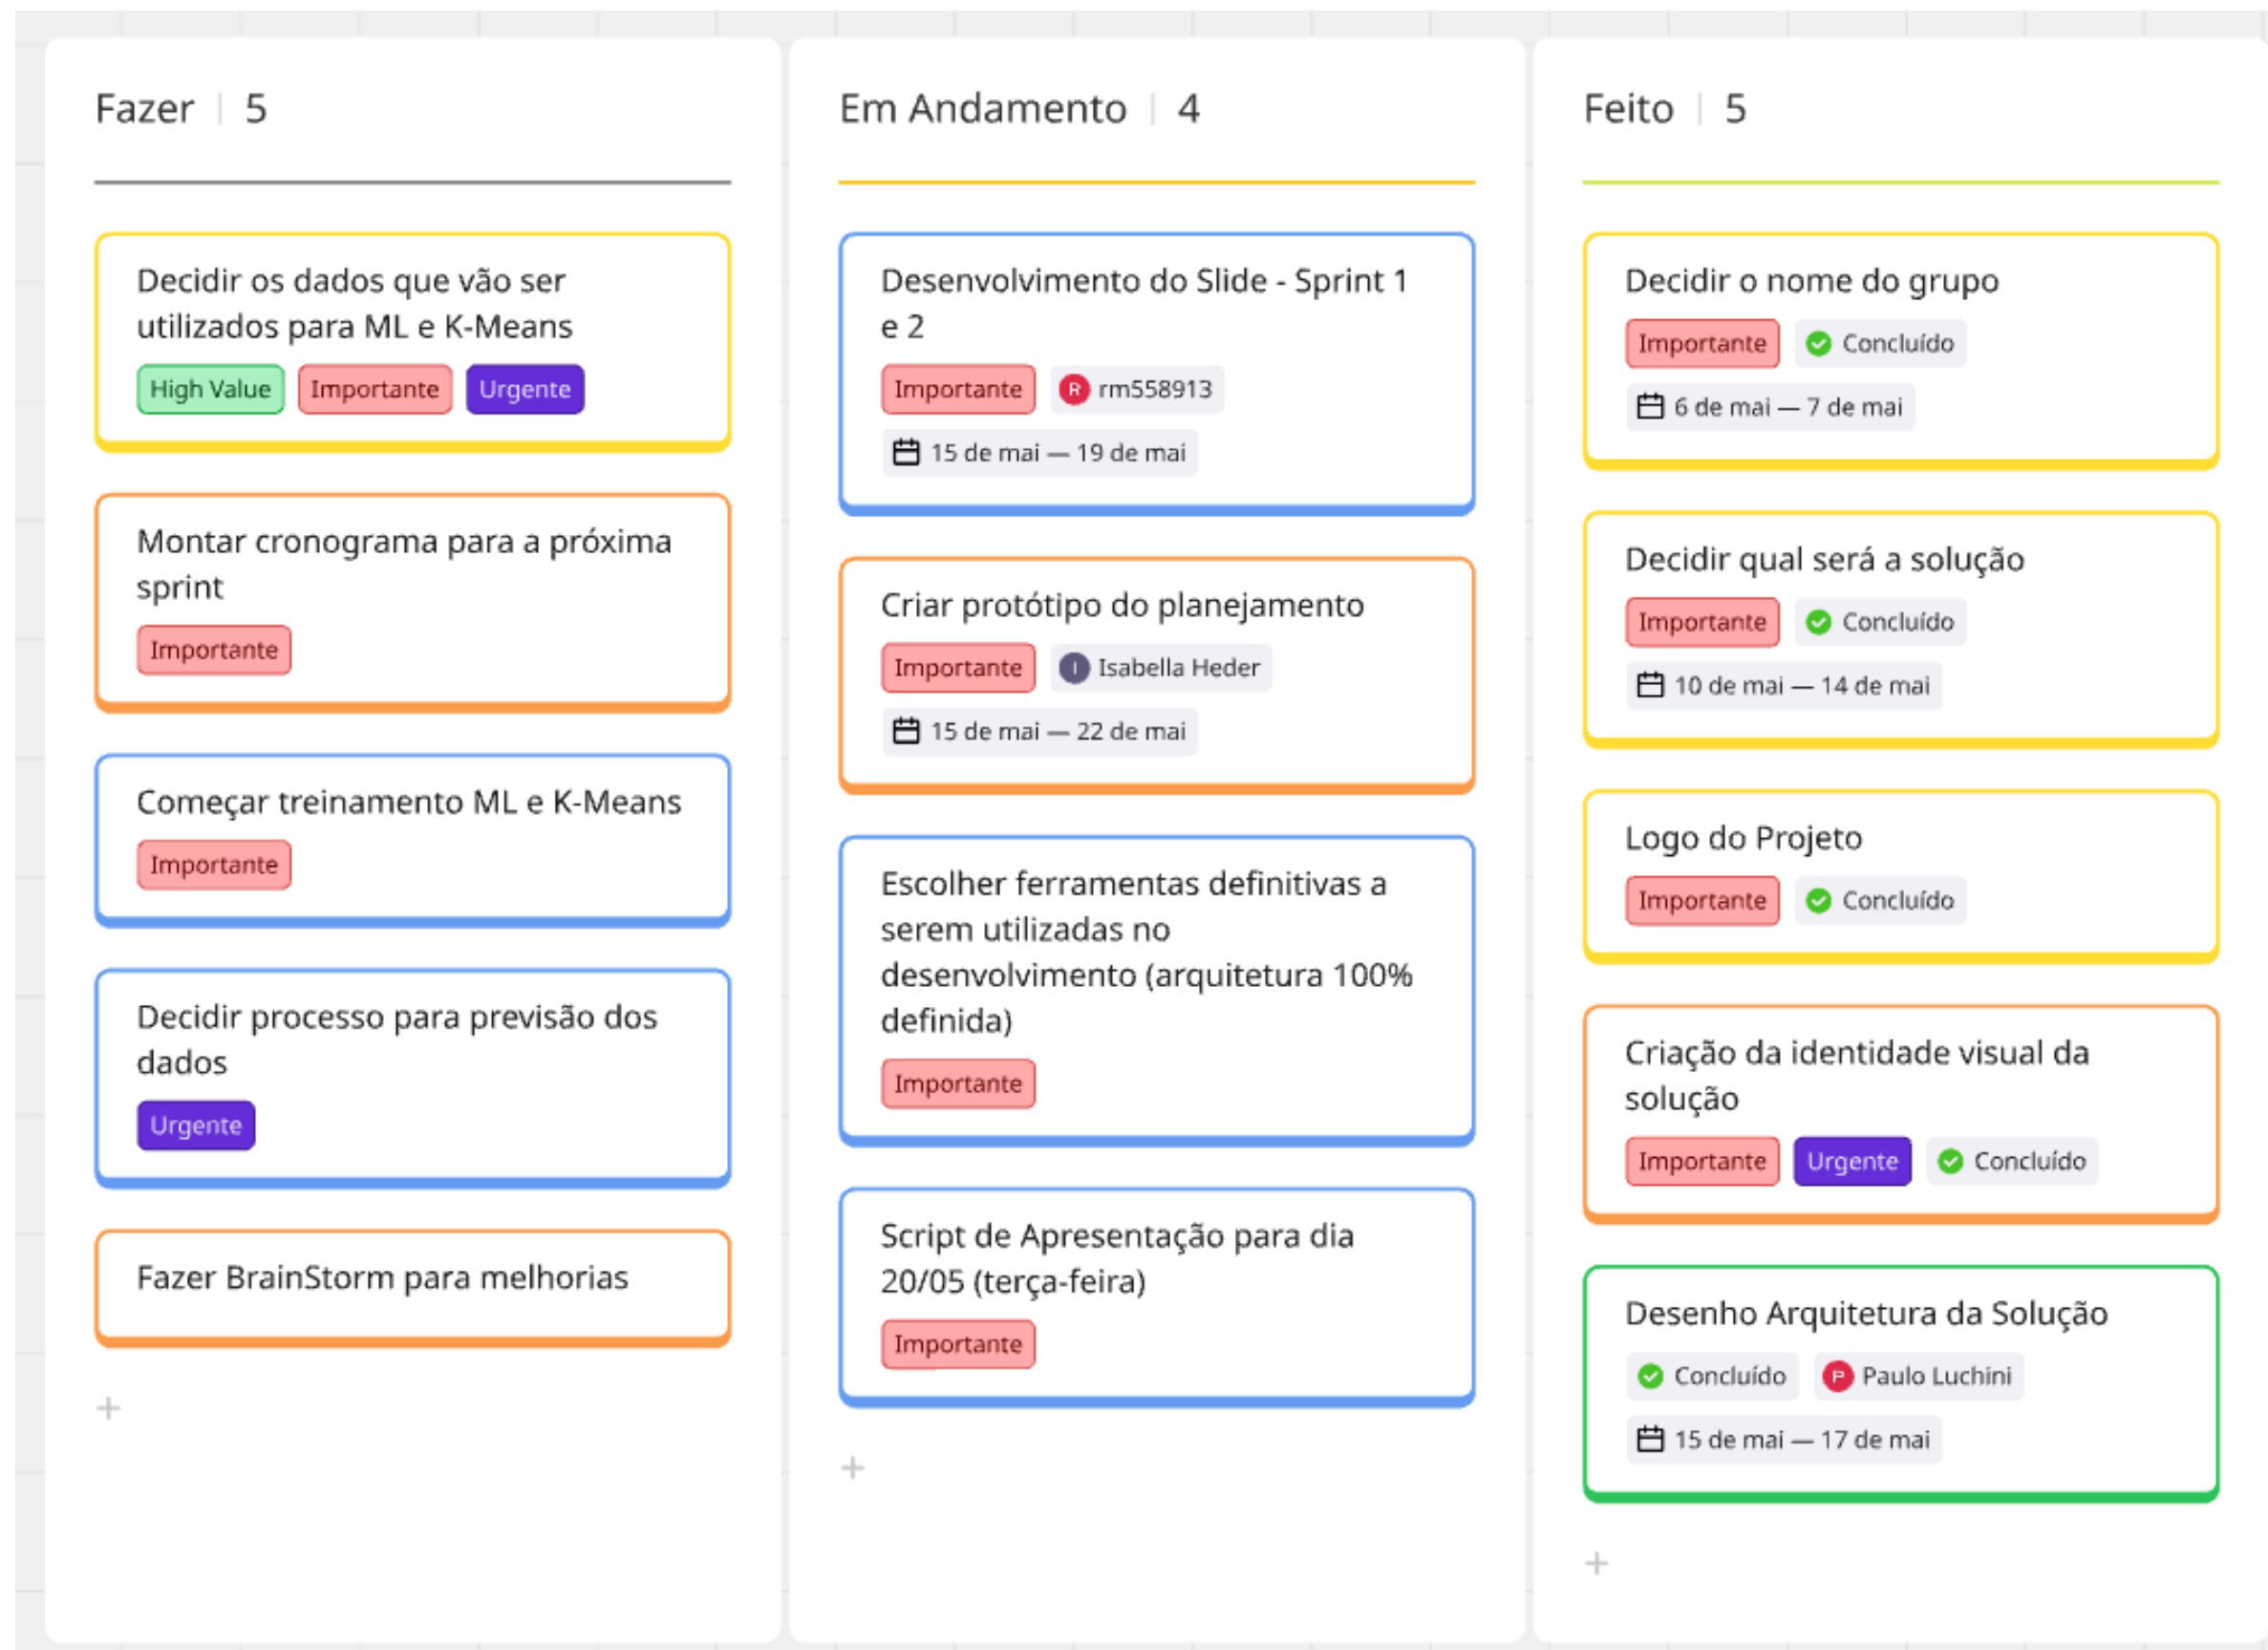 Fazer | 5
Decidir os dados que vão ser
utilizados para ML e K-Means
High Value Importante Urgente
Montar cronograma para a próxima
sprint
Importante
Começar treinamento ML e K-Means
Importante
Decidir processo para previsão dos
dados
Urgente
Fazer BrainStorm para melhorias
+
Em Andamento | 4
Desenvolvimento do Slide - Sprint 1
e 2
Importante R rm558913
15 de mai — 19 de mai
Criar protótipo do planejamento
Importante I Isabella Heder
15 de mai — 22 de mai
Escolher ferramentas definitivas a
serem utilizadas no
desenvolvimento (arquitetura 100%
definida)
Importante
Script de Apresentação para dia
20/05 (terça-feira)
Importante
+
Feito | 5
Decidir o nome do grupo
Importante Concluído
6 de mai — 7 de mai
Decidir qual será a solução
Importante Concluído
10 de mai — 14 de mai
Logo do Projeto
Importante Concluído
Criação da identidade visual da
solução
Importante Urgente Concluído
Desenho Arquitetura da Solução
Concluído P Paulo Luchini
15 de mai — 17 de mai
+